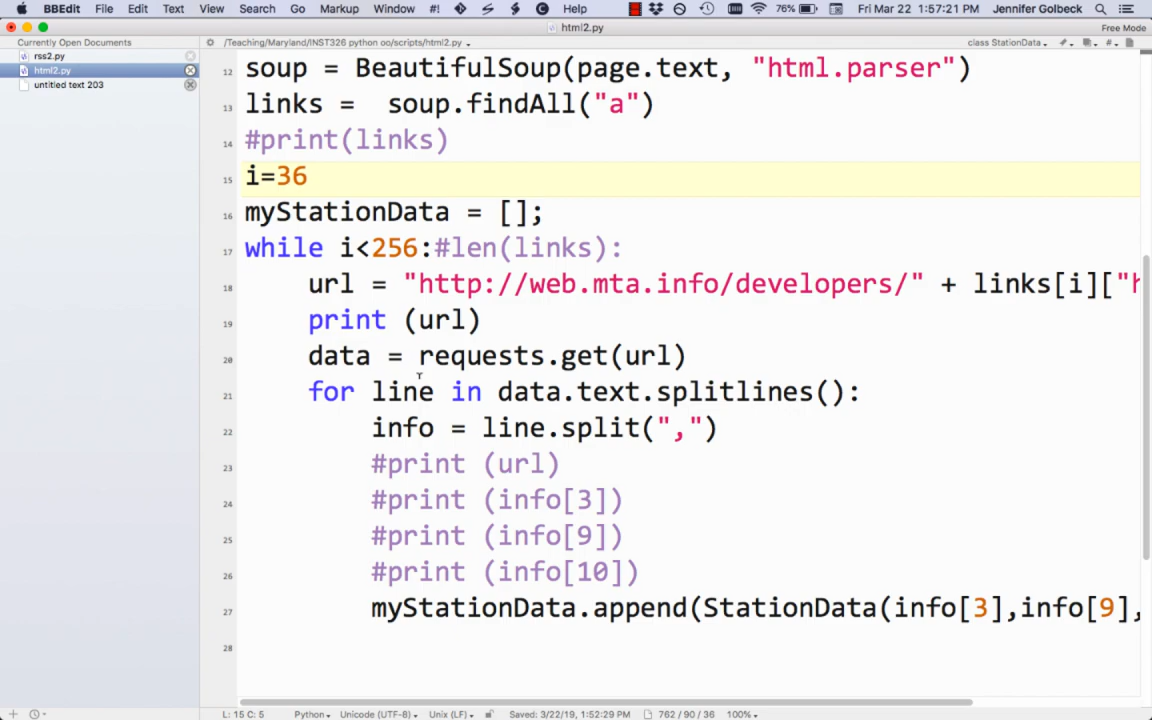 BBEdit File Edit Text View Search Go Markup Window #! Help 76% Fri Mar 22 1:57:21 PM Jennifer Golbeck
html2.py Free Mode
Currently Open Documents /Teaching/Maryland/INST326 python oo/scripts/html2.py class StationData
rss2.py
html2.py
untitled text 203
12 soup = BeautifulSoup(page.text, "html.parser")
13 links =  soup.findAll("a")
14 #print(links)
15 i=36
16 myStationData = [];
17 while i<256:#len(links):
18 url = "http://web.mta.info/developers/" + links[i]["h
19 print (url)
20 data = requests.get(url)
21 for line in data.text.splitlines():
22 info = line.split(",")
23 #print (url)
24 #print (info[3])
25 #print (info[9])
26 #print (info[10])
27 myStationData.append(StationData(info[3],info[9],
28
L: 15 C: 5 Python Unicode (UTF-8) Unix (LF) Saved: 3/22/19, 1:52:29 PM 762 / 90 / 36 100%